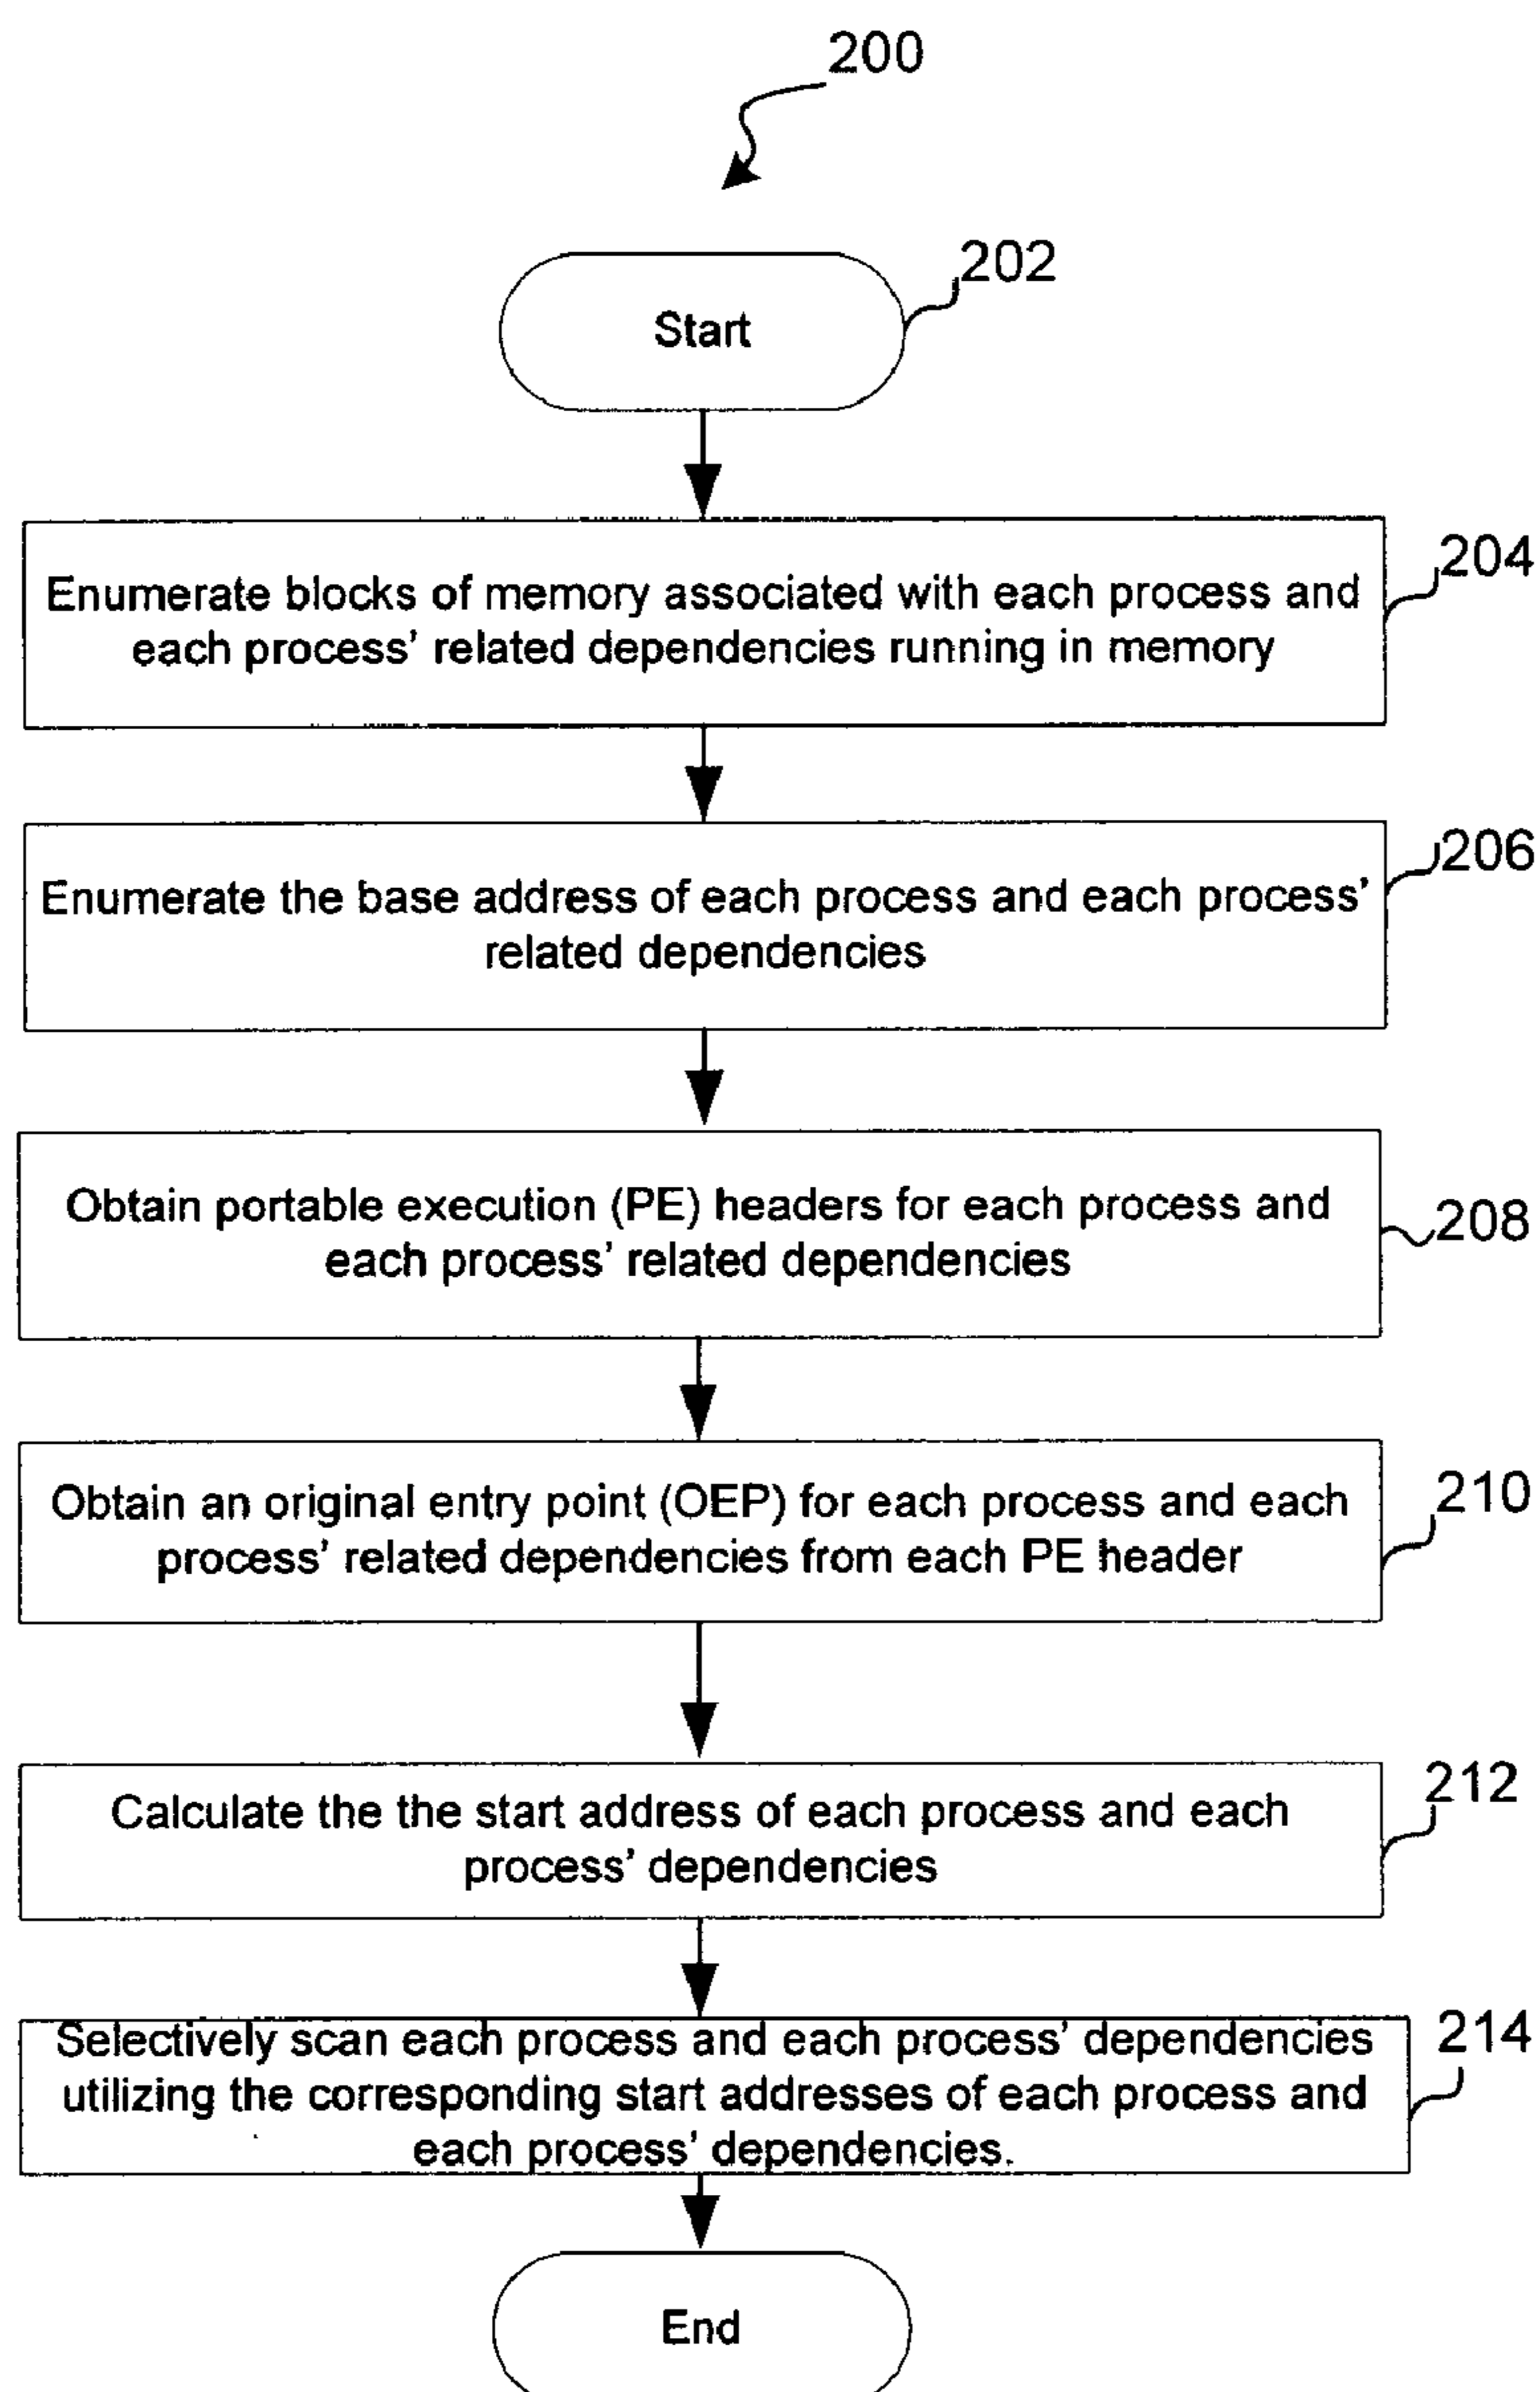 200
202
Start
204
Enumerate blocks of memory associated with each process and
each process' related dependencies running in memory
206
Enumerate the base address of each process and each process'
related dependencies
Obtain portable execution (PE) headers for each process and
each process' related dependencies
208
Obtain an original entry point (OEP) for each process and each
process' related dependencies from each PE header
210
Calculate the the start address of each process and each
process' dependencies
212
Selectively scan each process and each process' dependencies
utilizing the corresponding start addresses of each process and
each process' dependencies.
214
End